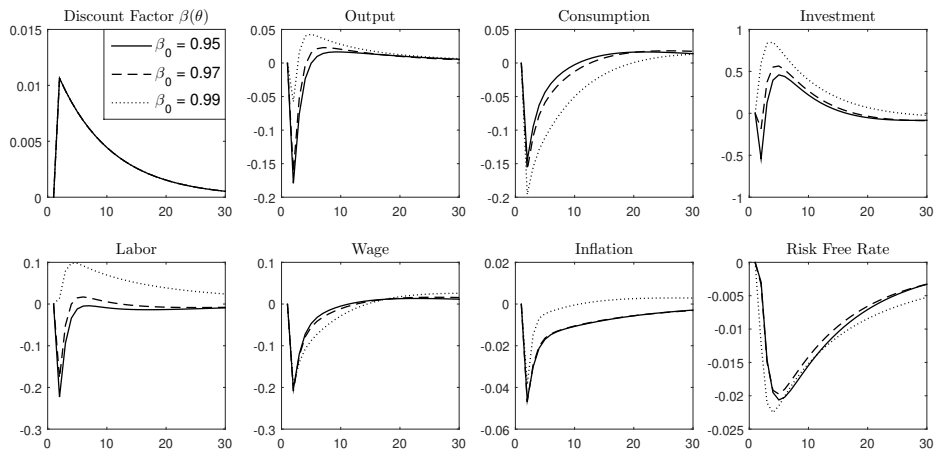 Discount Factor β(θ)
0.015
0.01
0.005
0
0 10 20 30
β0 = 0.95
β0 = 0.97
β0 = 0.99
Output
0.05
0
-0.05
-0.1
-0.15
-0.2
0 10 20 30
Consumption
0.05
0
-0.05
-0.1
-0.15
-0.2
0 10 20 30
Investment
1
0.5
0
-0.5
-1
0 10 20 30
Labor
0.1
0
-0.1
-0.2
-0.3
0 10 20 30
Wage
0.1
0
-0.1
-0.2
-0.3
0 10 20 30
Inflation
0.02
0
-0.02
-0.04
-0.06
0 10 20 30
Risk Free Rate
0
-0.005
-0.01
-0.015
-0.02
-0.025
0 10 20 30